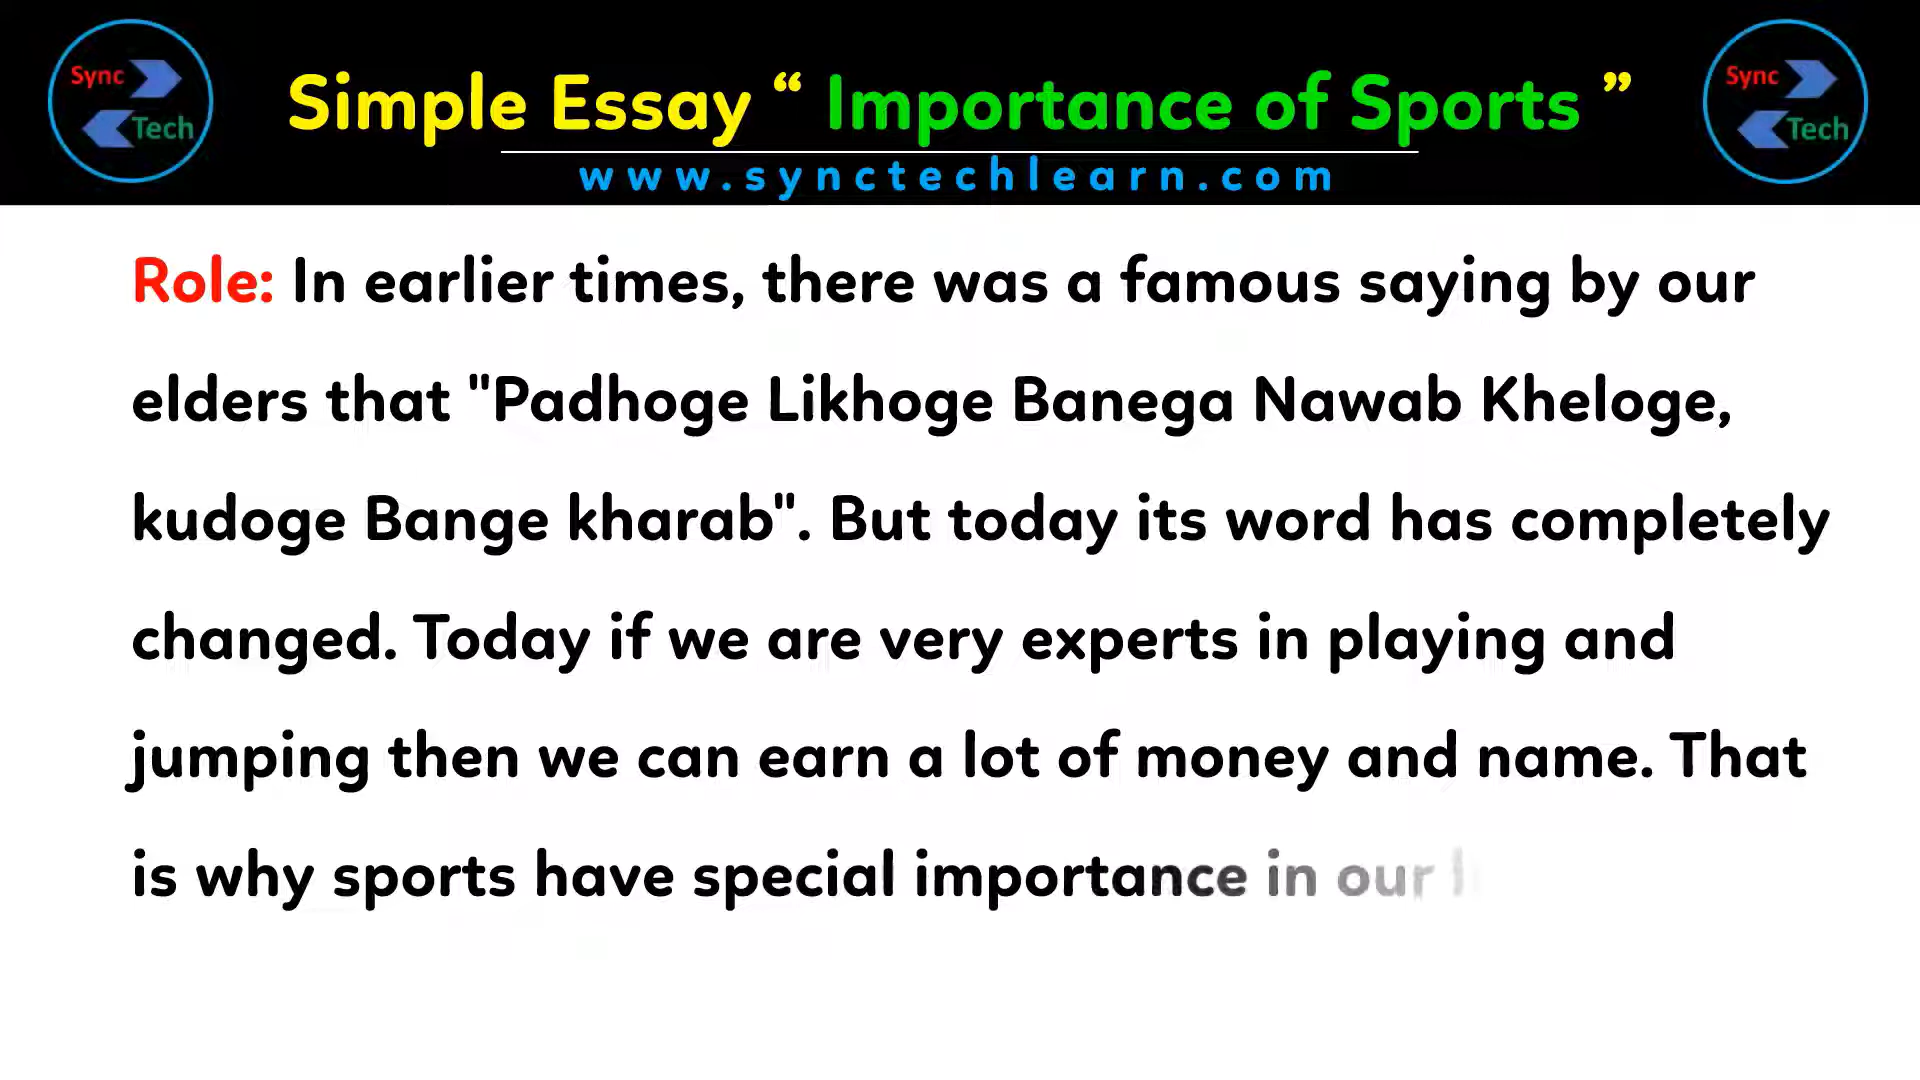 Sync
Tech
Simple Essay “ Importance of Sports ”
www.synctechlearn.com
Sync
Tech
Role: In earlier times, there was a famous saying by our
elders that "Padhoge Likhoge Banega Nawab Kheloge,
kudoge Bange kharab". But today its word has completely
changed. Today if we are very experts in playing and
jumping then we can earn a lot of money and name. That
is why sports have special importance in our